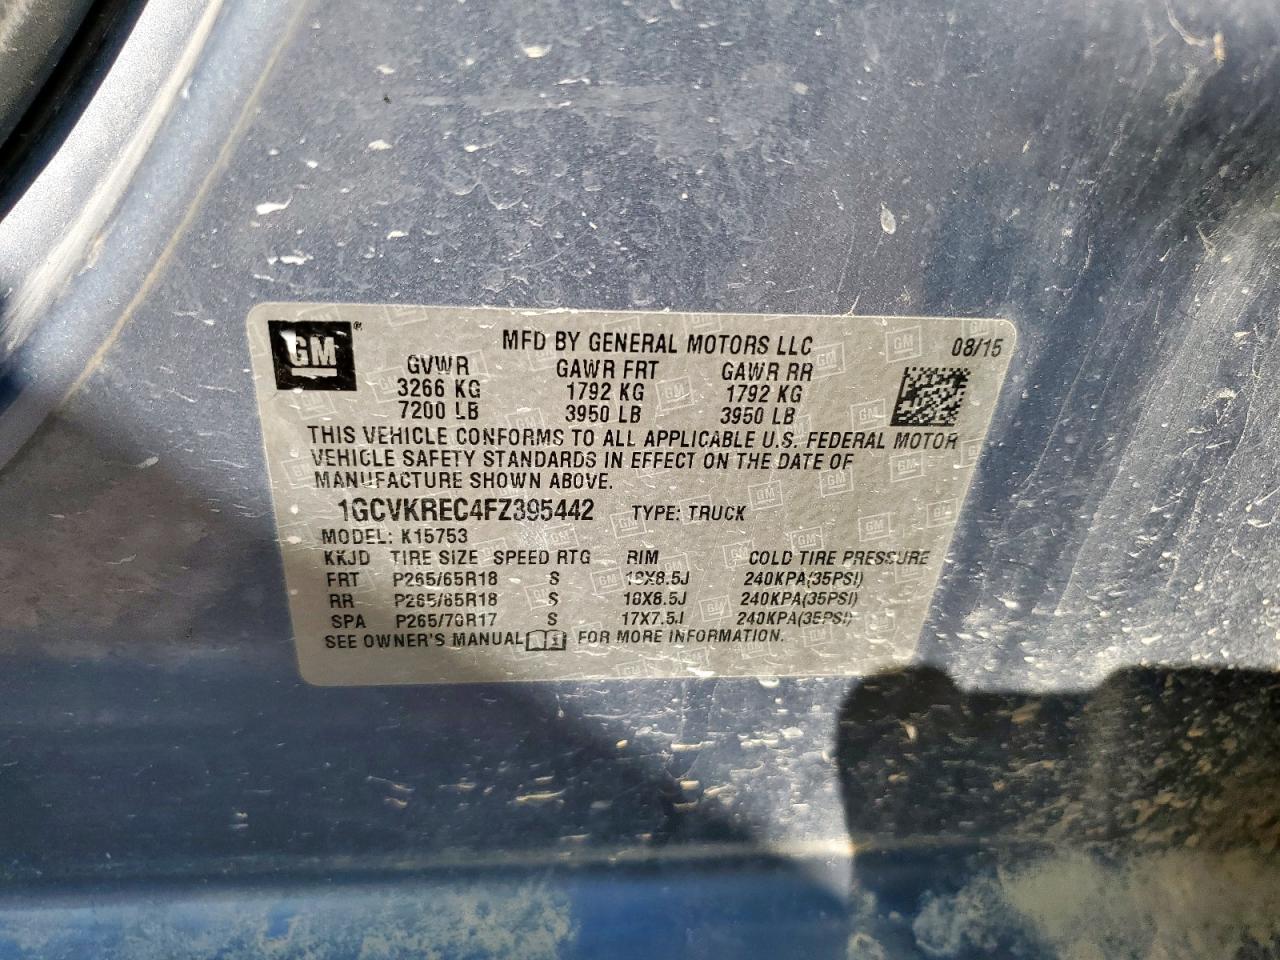 GM® MFD BY GENERAL MOTORS LLC 08/15
GVWR GAWR FRT GAWR RR
3266 KG 1792 KG 1792 KG
7200 LB 3950 LB 3950 LB
THIS VEHICLE CONFORMS TO ALL APPLICABLE U.S. FEDERAL MOTOR
VEHICLE SAFETY STANDARDS IN EFFECT ON THE DATE OF
MANUFACTURE SHOWN ABOVE.
1GCVKREC4FZ395442 TYPE: TRUCK
MODEL: K15753
KKJD TIRE SIZE SPEED RTG RIM COLD TIRE PRESSURE
FRT P265/65R18 S 18X8.5J 240KPA(35PSI)
RR P265/65R18 S 18X8.5J 240KPA(35PSI)
SPA P265/70R17 S 17X7.5J 240KPA(35PSI)
SEE OWNER'S MANUAL FOR MORE INFORMATION.